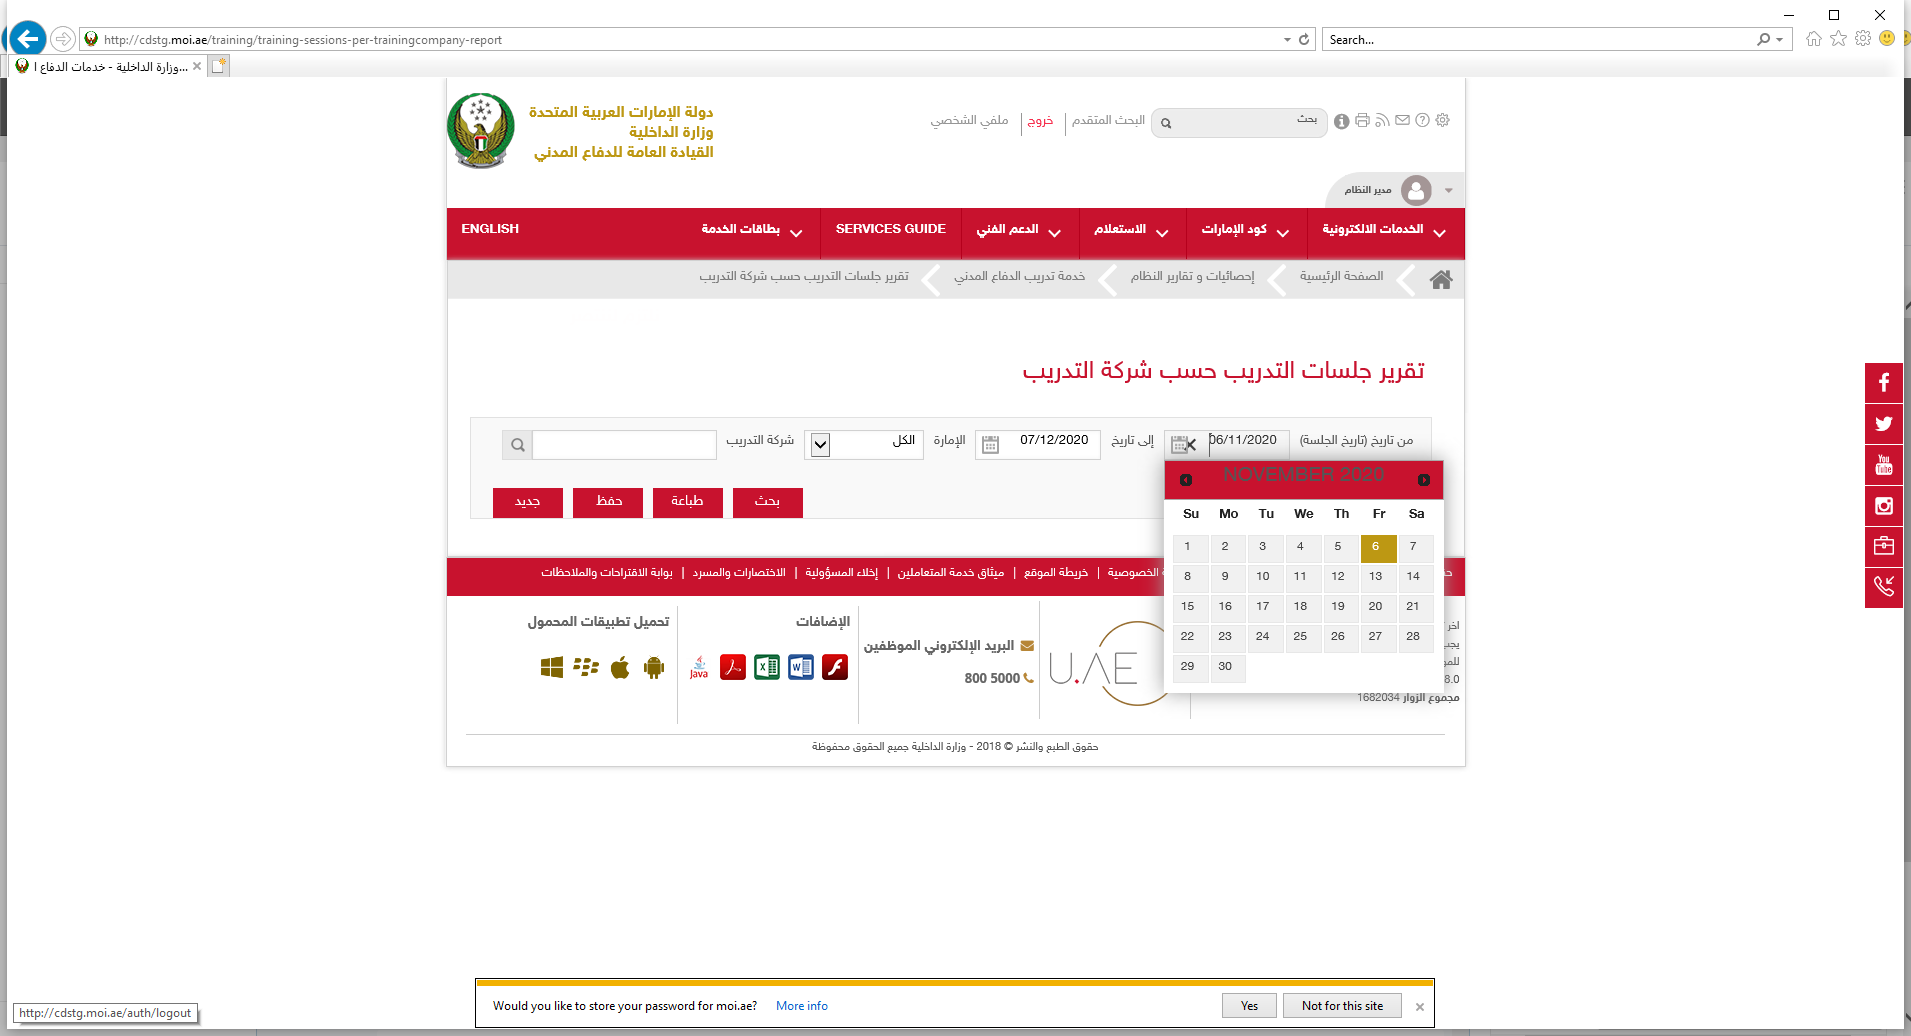 http://cdstg.moi.ae/training/training-sessions-per-trainingcompany-report
Search...
وزارة الداخلية - خدمات الدفاع ا...
دولة الإمارات العربية المتحدة
وزارة الداخلية
القيادة العامة للدفاع المدني
بحث
البحث المتقدم
خروج
ملفي الشخصي
مدير النظام
الخدمات الالكترونية
كود الإمارات
الاستعلام
الدعم الفني
SERVICES GUIDE
بطاقات الخدمة
ENGLISH
الصفحة الرئيسية
إحصائيات و تقارير النظام
خدمة تدريب الدفاع المدني
تقرير جلسات التدريب حسب شركة التدريب
تقرير جلسات التدريب حسب شركة التدريب
من تاريخ (تاريخ الجلسة)
06/11/2020
إلى تاريخ
07/12/2020
الإمارة
الكل
شركة التدريب
بحث
طباعة
حفظ
جديد
NOVEMBER 2020
Su Mo Tu We Th Fr Sa
1 2 3 4 5 6 7
8 9 10 11 12 13 14
15 16 17 18 19 20 21
22 23 24 25 26 27 28
29 30
الخصوصية | خريطة الموقع | ميثاق خدمة المتعاملين | إخلاء المسؤولية | الاختصارات والمسرد | بوابة الاقتراحات والملاحظات
اخر
يجب
للمو
8.0
مجموع الزوار 1682034
U.AE
البريد الإلكتروني الموظفين
800 5000
الإضافات
Java
تحميل تطبيقات المحمول
حقوق الطبع والنشر © 2018 - وزارة الداخلية جميع الحقوق محفوظة
You Tube
Would you like to store your password for moi.ae?
More info
Yes
Not for this site
http://cdstg.moi.ae/auth/logout